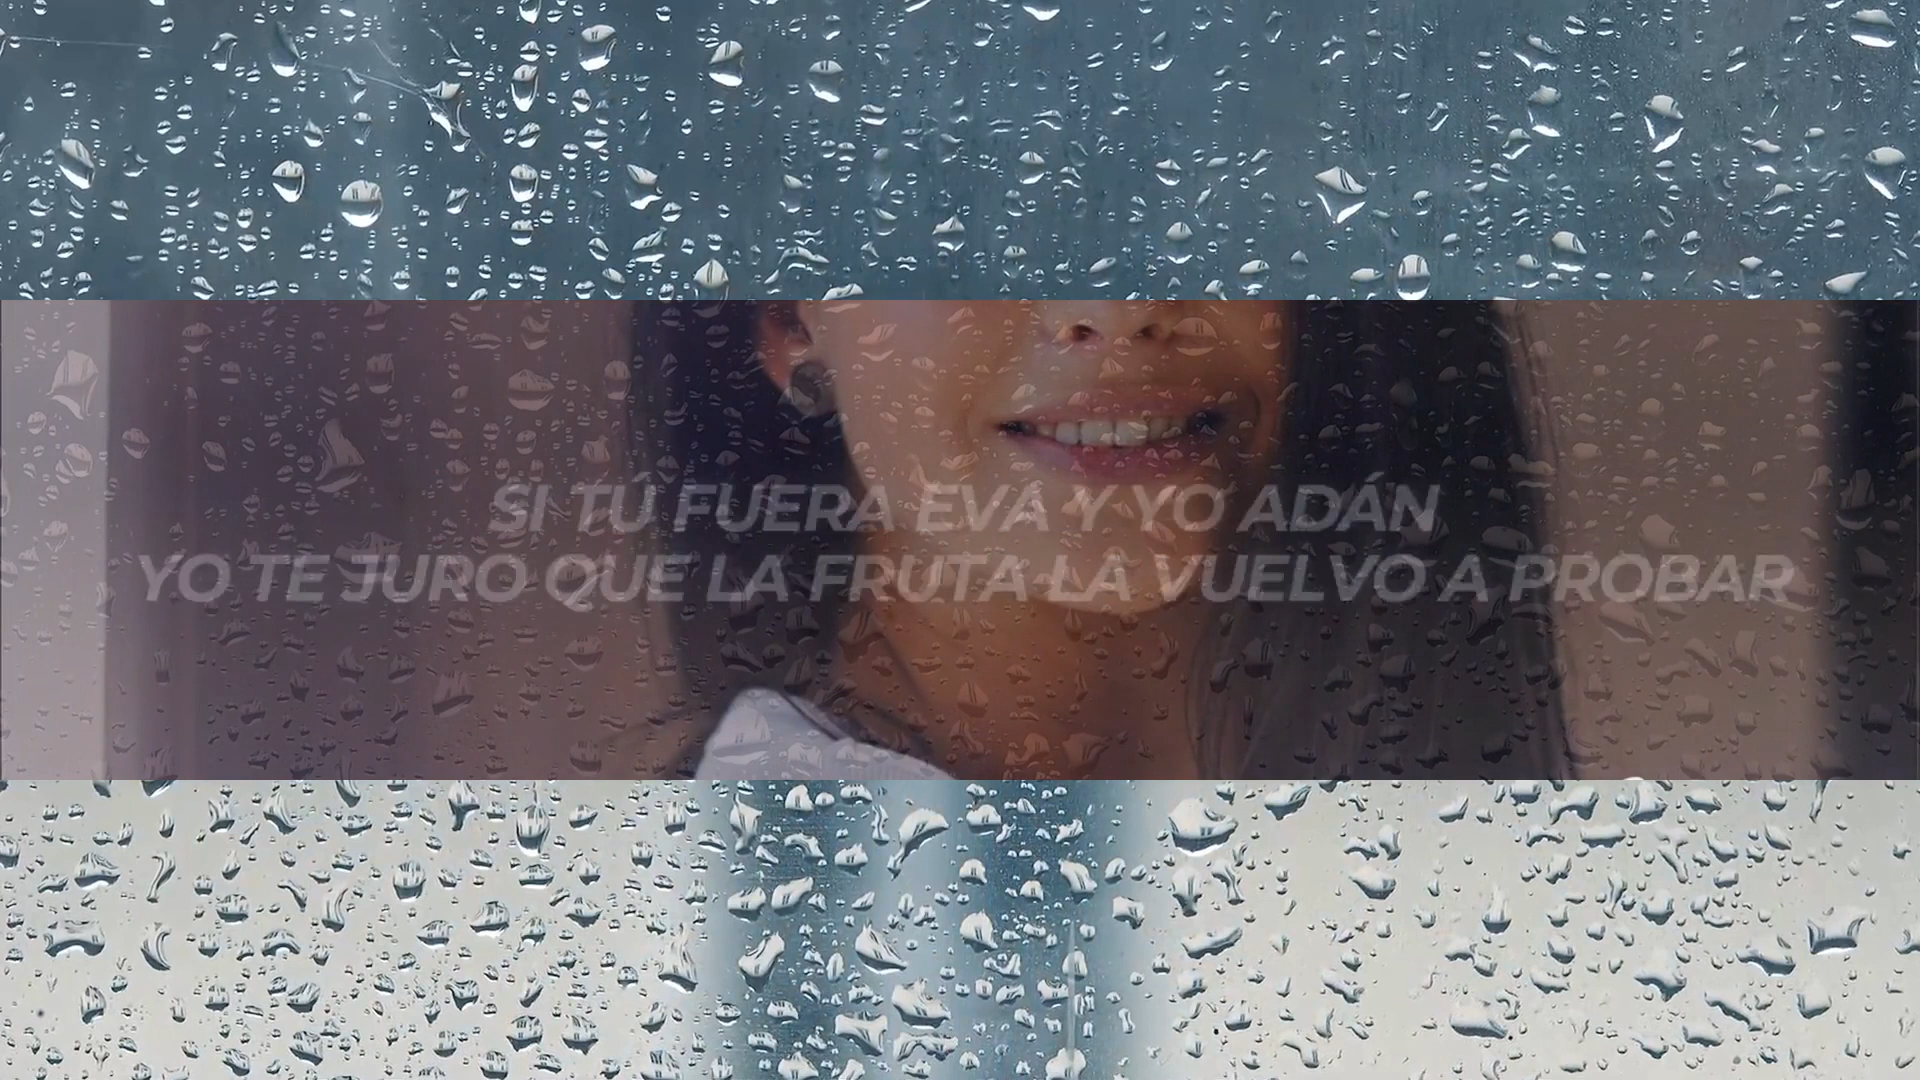 SI TÚ FUERA EVA Y YO ADÁN
YO TE JURO QUE LA FRUTA LA VUELVO A PROBAR